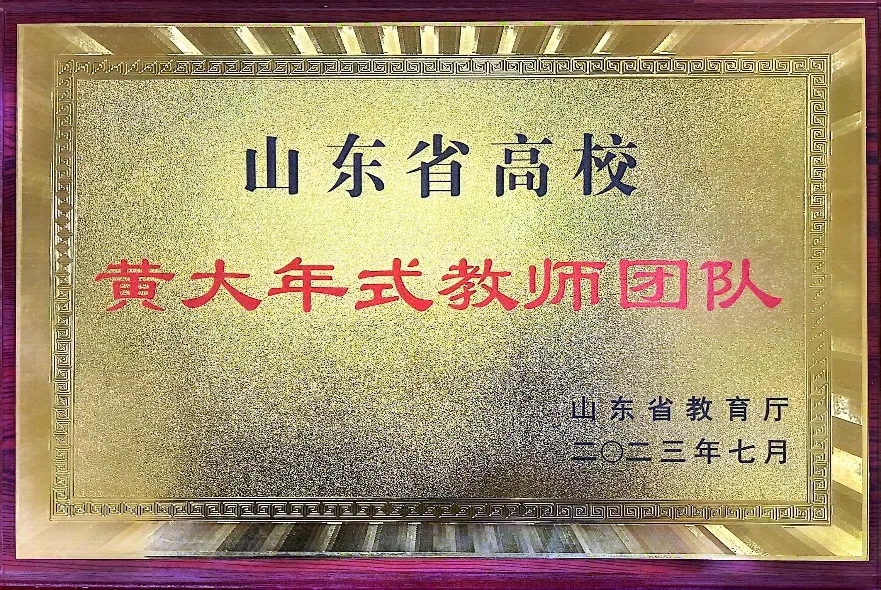 山东省高校
黄大年式教师团队
山东省教育厅
二〇二三年七月